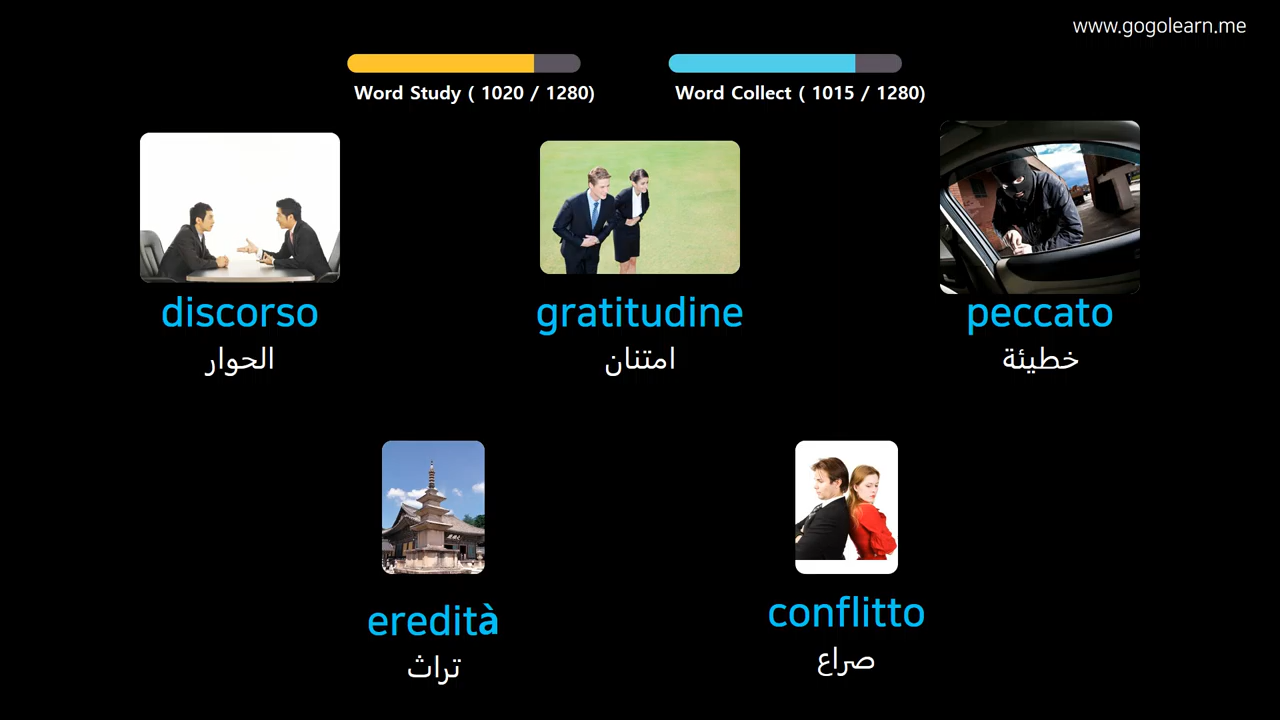 www.gogolearn.me
Word Study ( 1020 / 1280)
Word Collect ( 1015 / 1280)
discorso
الحوار
gratitudine
امتنان
peccato
خطيئة
eredità
تراث
conflitto
صراع